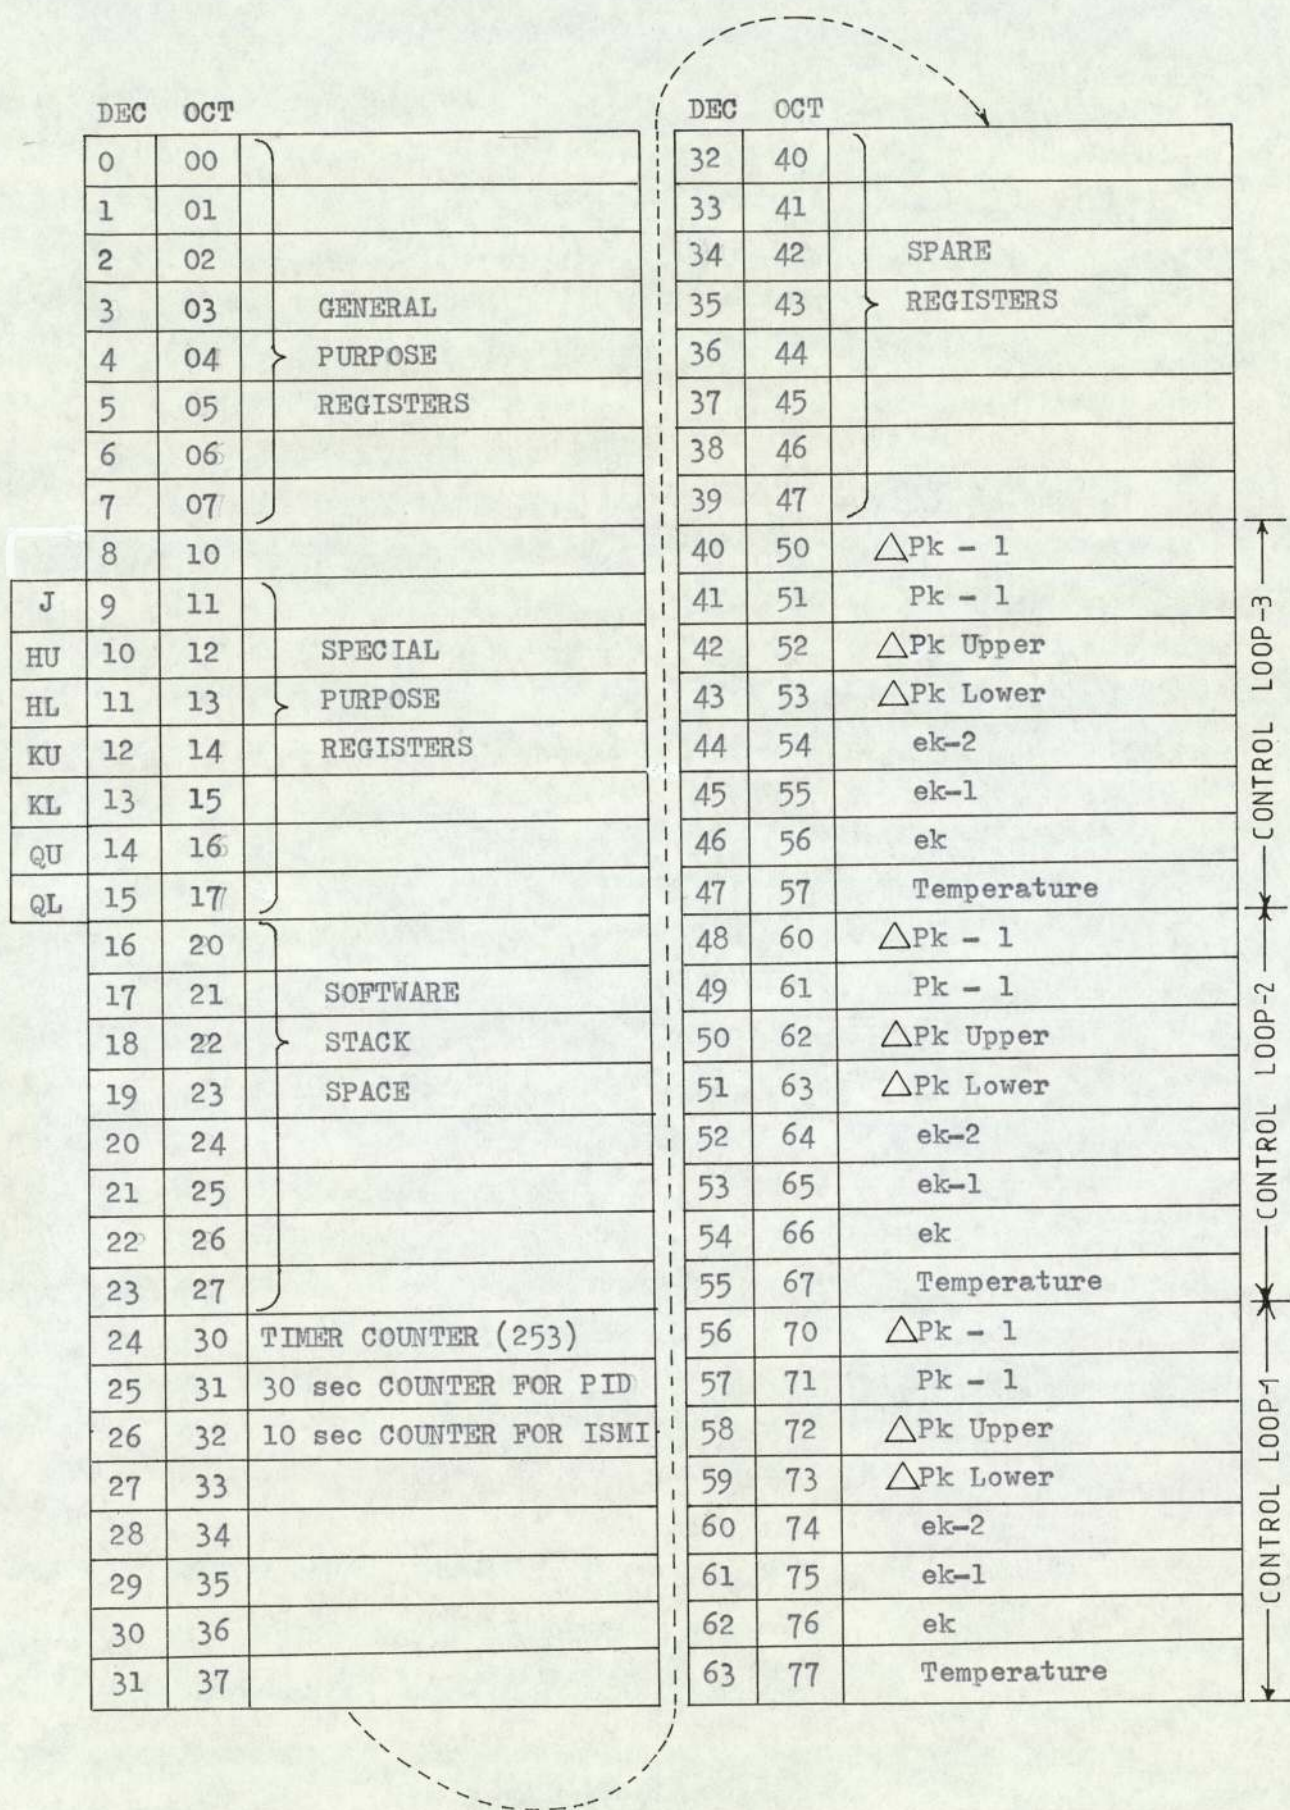 DEC OCT
0 00
1 01
2 02
3 03 GENERAL
4 04 PURPOSE
5 05 REGISTERS
6 06
7 07
8 10
J 9 11
HU 10 12 SPECIAL
HL 11 13 PURPOSE
KU 12 14 REGISTERS
KL 13 15
QU 14 16
QL 15 17
16 20
17 21 SOFTWARE
18 22 STACK
19 23 SPACE
20 24
21 25
22 26
23 27
24 30 TIMER COUNTER (253)
25 31 30 sec COUNTER FOR PID
26 32 10 sec COUNTER FOR ISMI
27 33
28 34
29 35
30 36
31 37
DEC OCT
32 40
33 41
34 42 SPARE
35 43 REGISTERS
36 44
37 45
38 46
39 47
40 50 △Pk - 1
41 51 Pk - 1
42 52 △Pk Upper
43 53 △Pk Lower
44 54 ek-2
45 55 ek-1
46 56 ek
47 57 Temperature
48 60 △Pk - 1
49 61 Pk - 1
50 62 △Pk Upper
51 63 △Pk Lower
52 64 ek-2
53 65 ek-1
54 66 ek
55 67 Temperature
56 70 △Pk - 1
57 71 Pk - 1
58 72 △Pk Upper
59 73 △Pk Lower
60 74 ek-2
61 75 ek-1
62 76 ek
63 77 Temperature
CONTROL LOOP-3
CONTROL LOOP-2
CONTROL LOOP-1